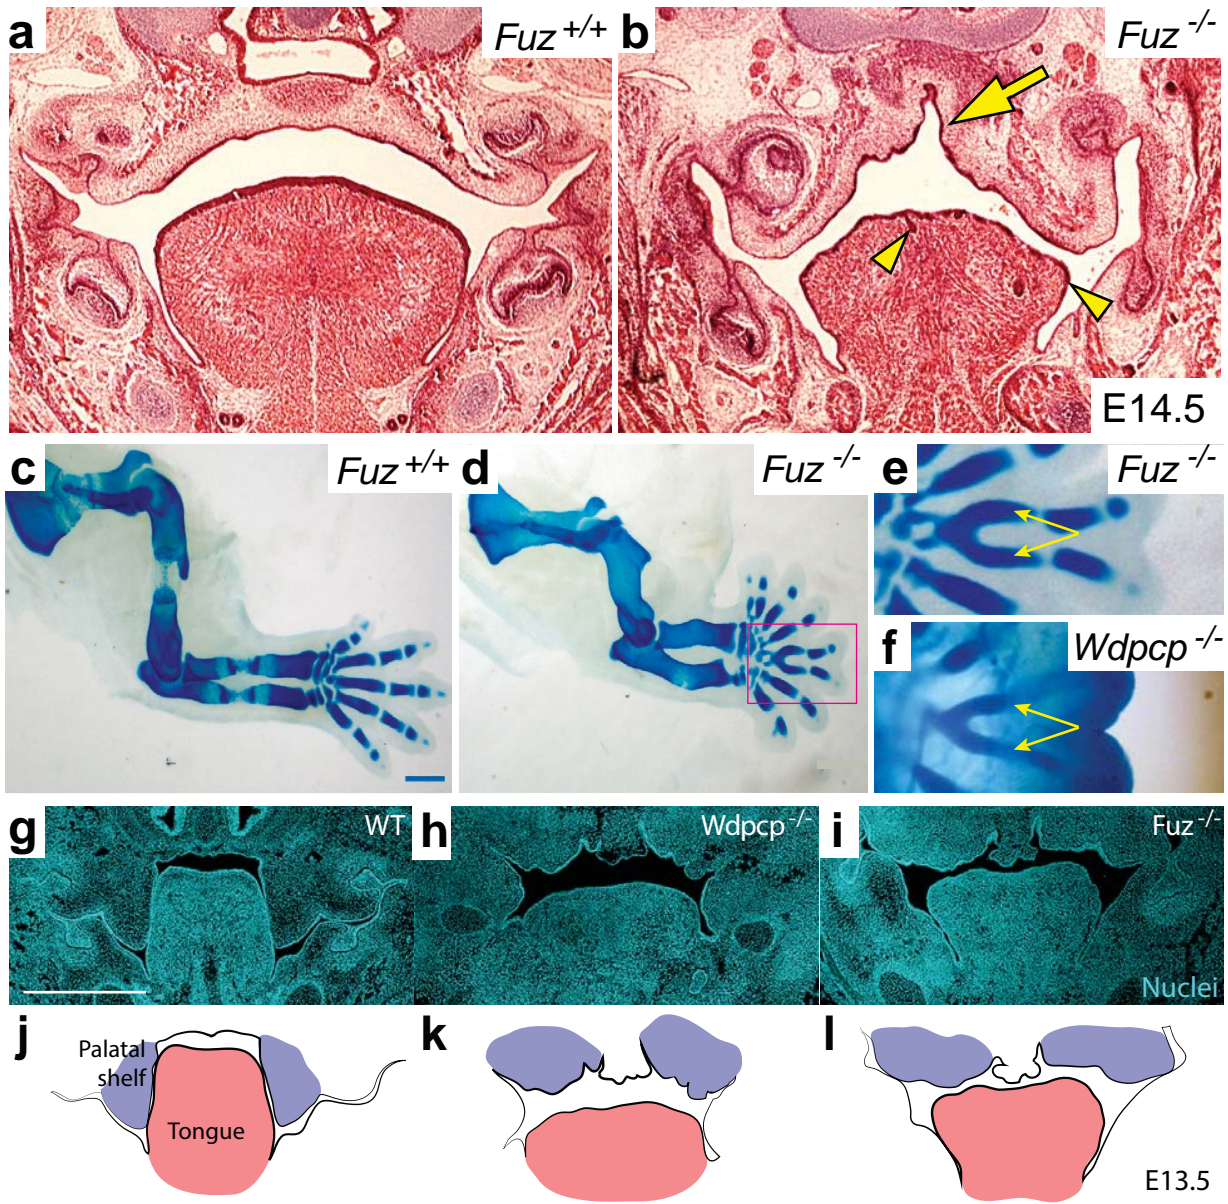 a
Fuz +/+
b
Fuz -/-
E14.5
c
Fuz +/+
d
Fuz -/-
e
Fuz -/-
f
Wdpcp -/-
g
WT
h
Wdpcp -/-
i
Fuz -/-
Nuclei
j
Palatal
shelf
Tongue
k
l
E13.5